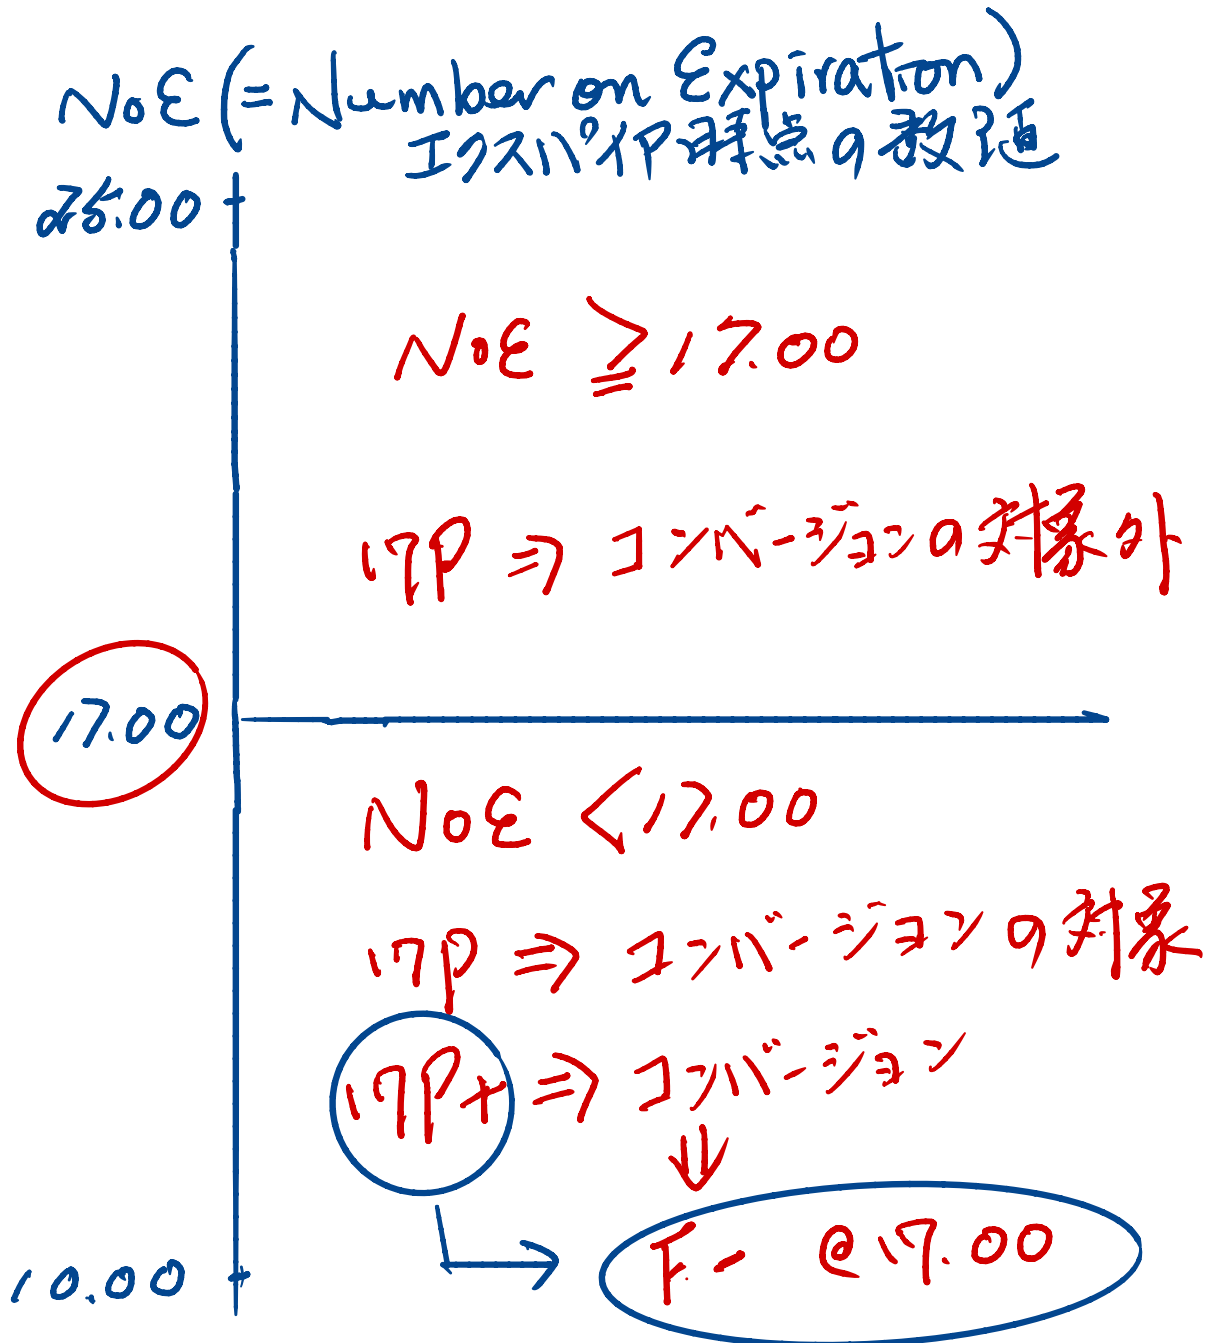 NoE (= Number on Expiration)
エクスパイア時点の数値
25.00
NoE ≧ 17.00
17P ⇒ コンバージョンの対象外
17.00
NoE < 17.00
17P ⇒ コンバージョンの対象
17P+ ⇒ コンバージョン
⇓
F- @17.00
10.00